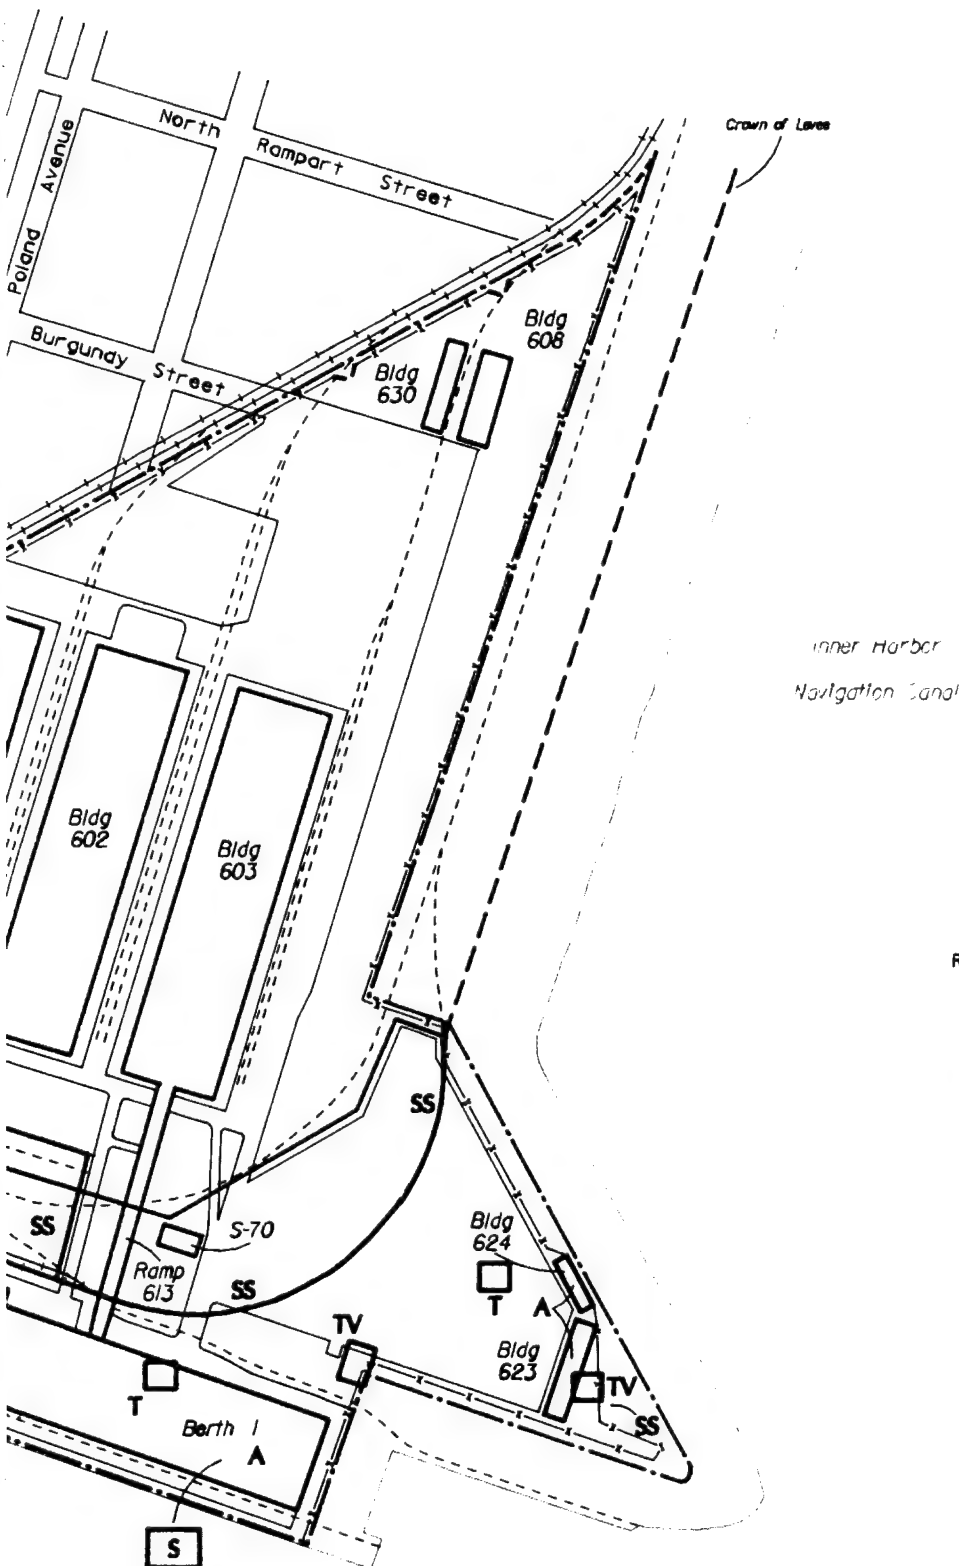 Crown of Levee
North
Rampart Street
Poland Avenue
Burgundy Street
Bldg
608
Bldg
630
Inner Harbor
Navigation Canal
Bldg
602
Bldg
603
R
SS
SS
S-70
Ramp
613
SS
Bldg
624
T
A
TV
Bldg
623
TV
SS
T
Berth 1
A
S